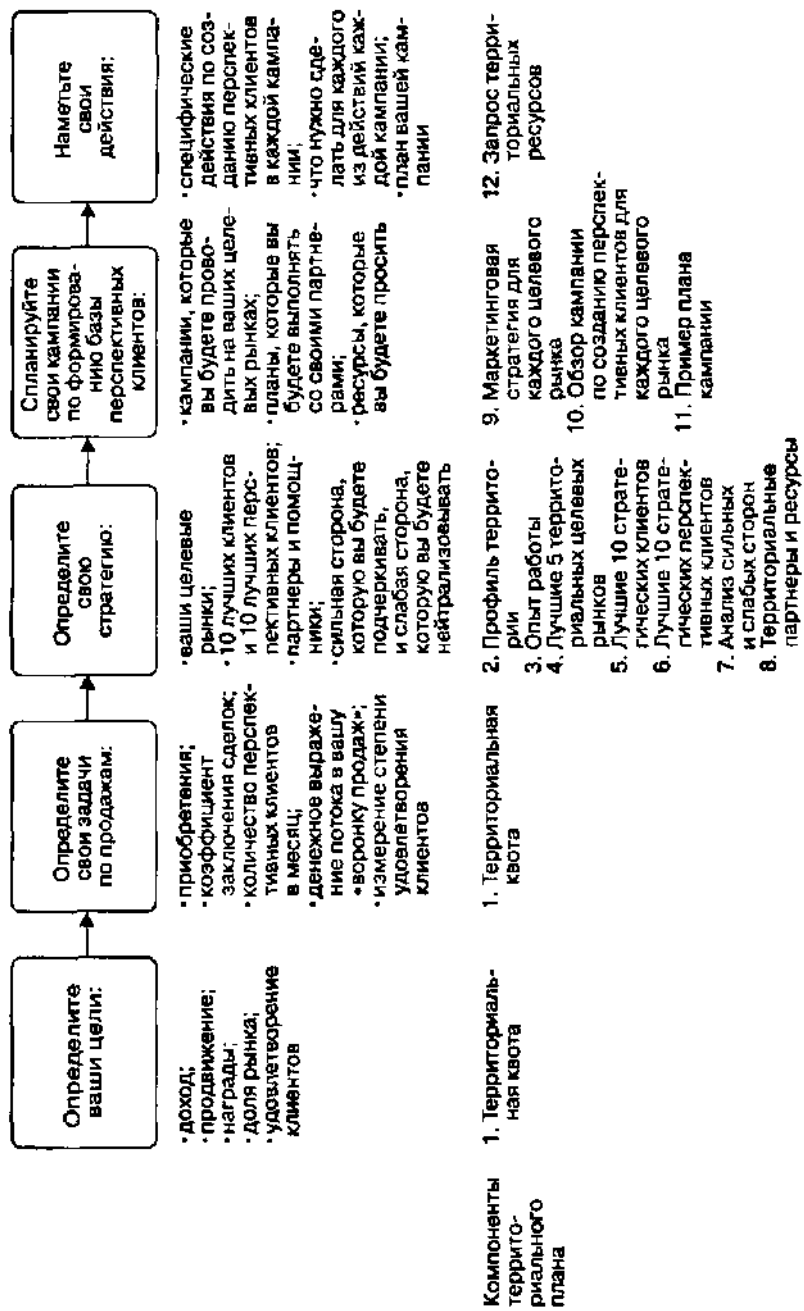 Определите
ваши цели:
Определите
свои задачи
по продажам:
Определите
свою
стратегию:
Спланируйте
свои кампании
по формирова-
нию базы
перспективных
клиентов:
Наметьте
свои
действия:
•доход;
•продвижение;
•награды;
•доля рынка;
•удовлетворение
клиентов
•приобретения;
•коэффициент
заключения сделок;
•количество перспек-
тивных клиентов
в месяц;
•денежное выраже-
ние потока в вашу
«воронку продаж»;
•измерение степени
удовлетворения
клиентов
•ваши целевые
рынки;
•10 лучших клиентов
и 10 лучших перс-
пективных клиентов;
•партнеры и помощ-
ники;
•сильная сторона,
которую вы будете
подчеркивать,
и слабая сторона,
которую вы будете
нейтрализовывать
•кампании, которые
вы будете прово-
дить на ваших целе-
вых рынках;
•планы, которые вы
будете выполнять
со своими партне-
рами;
•ресурсы, которые
вы будете просить
•специфические
действия по соз-
данию перспек-
тивных клиентов
в каждой кампа-
нии;
•что нужно сде-
лать для каждого
из действий каж-
дой кампании;
•план вашей кам-
пании
Компоненты
террито-
риального
плана
1. Территориаль-
ная квота
1. Территориальная
квота
2. Профиль террито-
рии
3. Опыт работы
4. Лучшие 5 террито-
риальных целевых
рынков
5. Лучшие 10 страте-
гических клиентов
6. Лучшие 10 страте-
гических перспек-
тивных клиентов
7. Анализ сильных
и слабых сторон
8. Территориальные
партнеры и ресурсы
9. Маркетинговая
стратегия для
каждого целевого
рынка
10. Обзор кампании
по созданию перспек-
тивных клиентов для
каждого целевого
рынка
11. Пример плана
кампании
12. Запрос терри-
ториальных
ресурсов